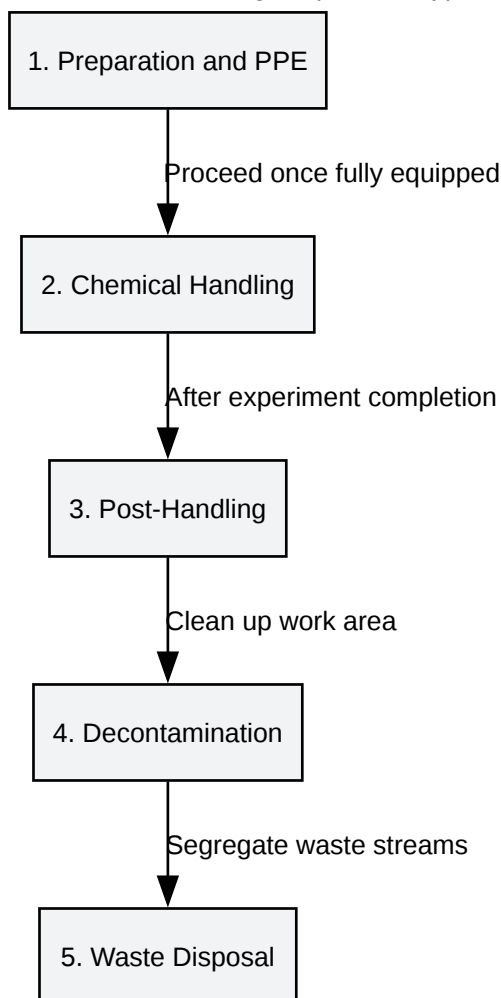 1. Preparation and PPE
Proceed once fully equipped
2. Chemical Handling
After experiment completion
3. Post-Handling
Clean up work area
4. Decontamination
Segregate waste streams
5. Waste Disposal